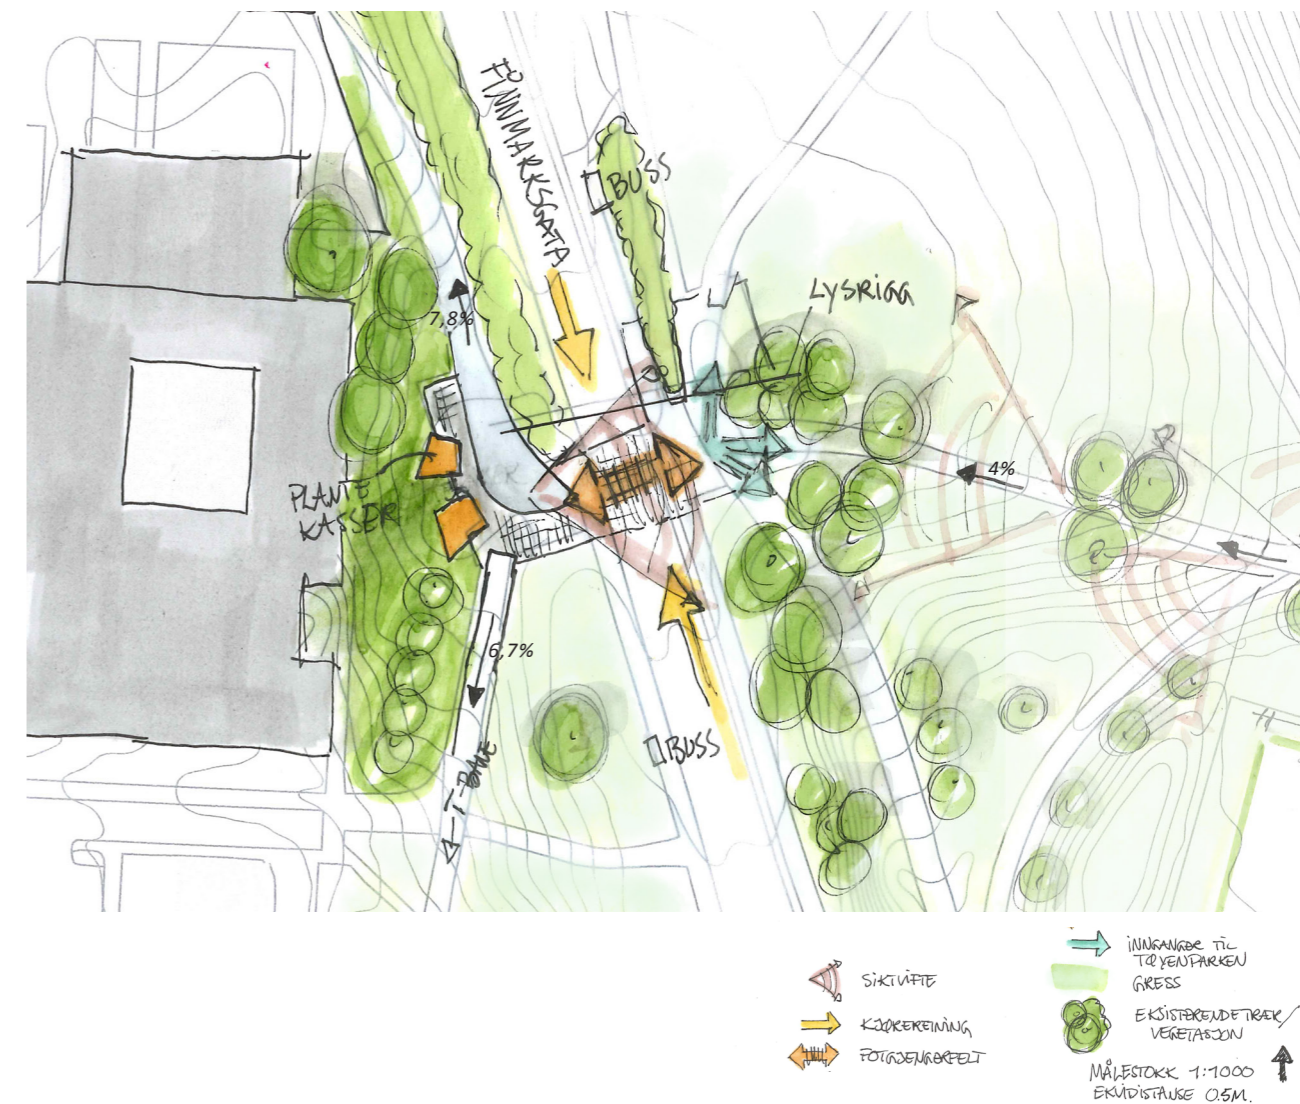 FINNMARKSGATA
BUSS
LYSRIGG
7,8%
4%
PLANTE
KASSER
6,7%
BUSS
T-BANE
INNGANGER TIL
TØYENPARKEN
SIKTVIFTE
GRESS
KJØRERETNING
EKSISTERENDE TRÆR/
VEGETASJON
FOTGJENGERFELT
MÅLESTOKK 1:1000
EKVIDISTANSE 0.5M.